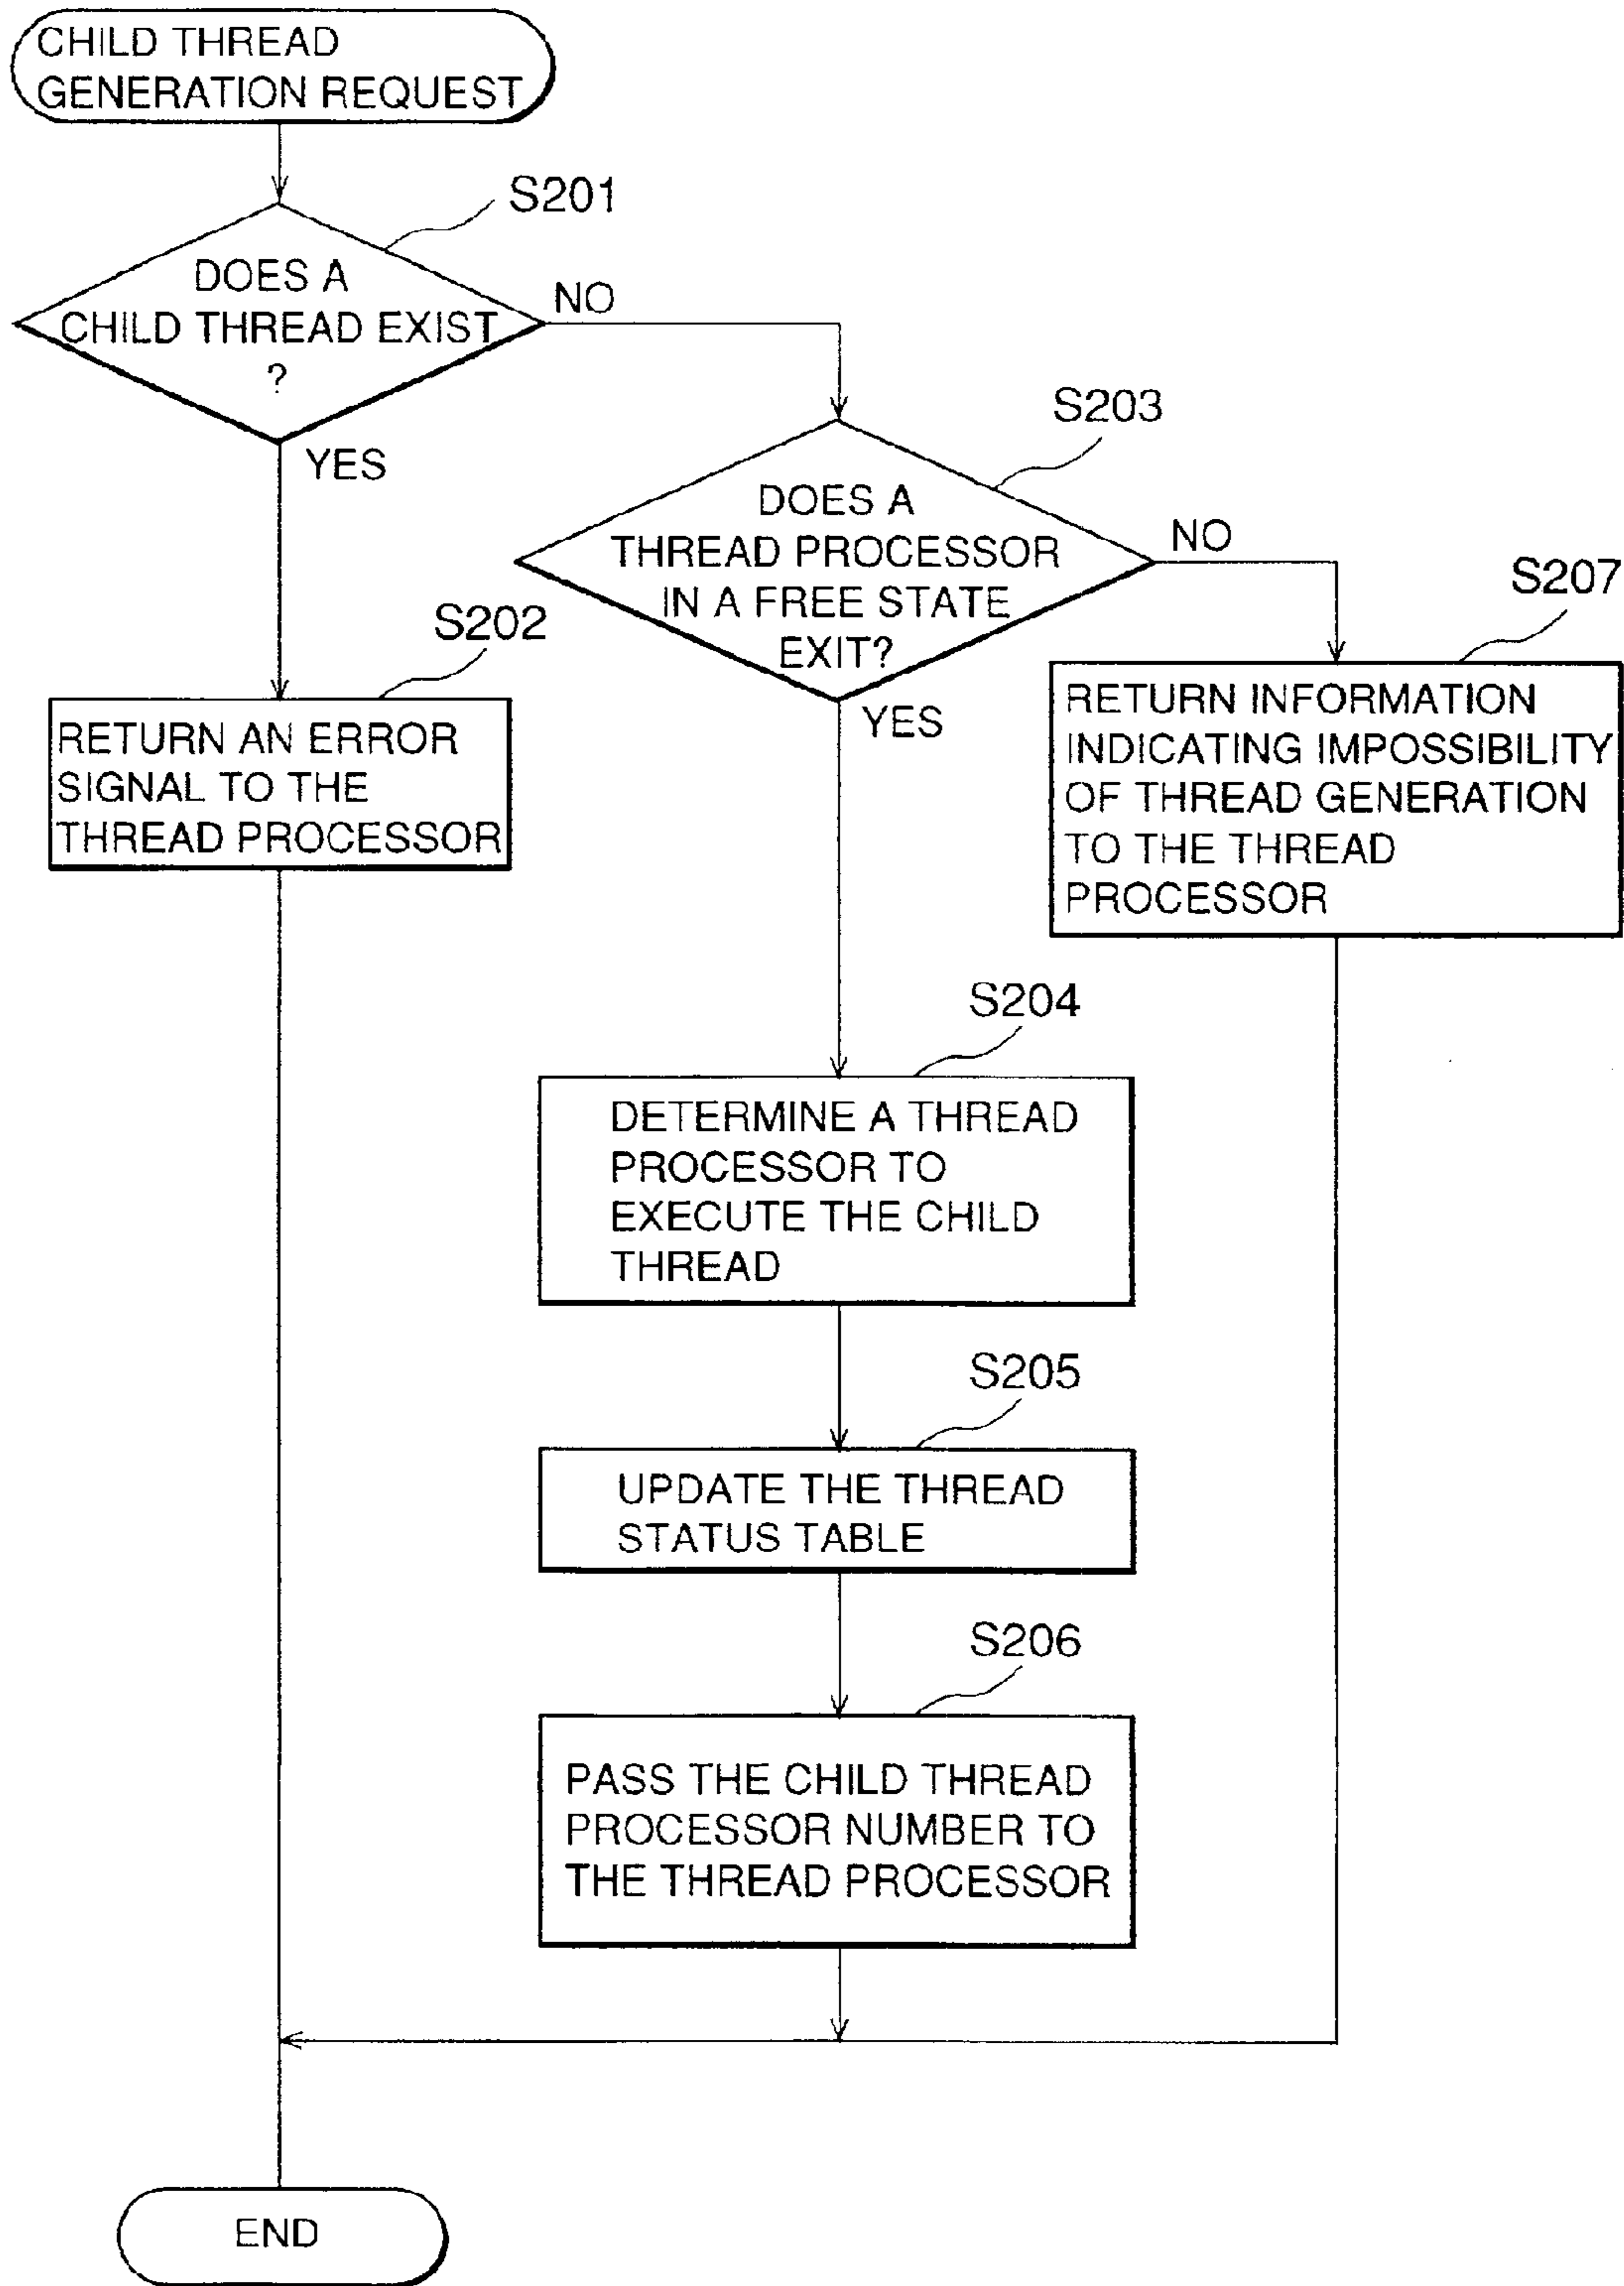 CHILD THREAD
GENERATION REQUEST
S201
DOES A
CHILD THREAD EXIST
?
NO
YES
S203
DOES A
THREAD PROCESSOR
IN A FREE STATE
EXIT?
NO
YES
S202
RETURN AN ERROR
SIGNAL TO THE
THREAD PROCESSOR
S207
RETURN INFORMATION
INDICATING IMPOSSIBILITY
OF THREAD GENERATION
TO THE THREAD
PROCESSOR
S204
DETERMINE A THREAD
PROCESSOR TO
EXECUTE THE CHILD
THREAD
S205
UPDATE THE THREAD
STATUS TABLE
S206
PASS THE CHILD THREAD
PROCESSOR NUMBER TO
THE THREAD PROCESSOR
END